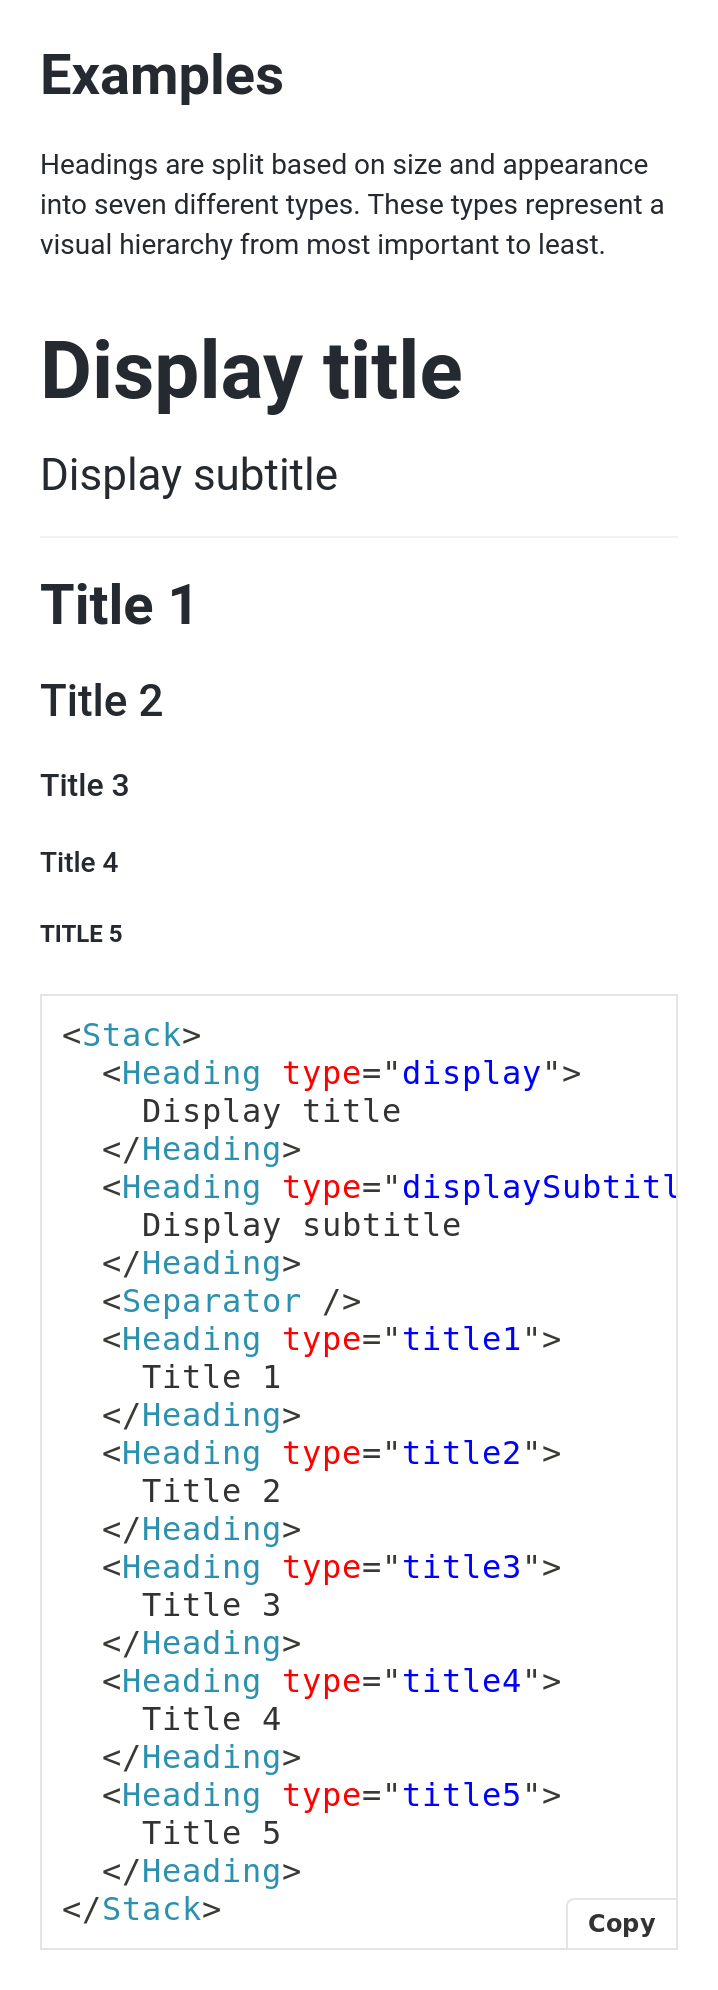 Examples
Headings are split based on size and appearance
into seven different types. These types represent a
visual hierarchy from most important to least.
Display title
Display subtitle
Title 1
Title 2
Title 3
Title 4
TITLE 5
<Stack>
  <Heading type="display">
    Display title
  </Heading>
  <Heading type="displaySubtitl
    Display subtitle
  </Heading>
  <Separator />
  <Heading type="title1">
    Title 1
  </Heading>
  <Heading type="title2">
    Title 2
  </Heading>
  <Heading type="title3">
    Title 3
  </Heading>
  <Heading type="title4">
    Title 4
  </Heading>
  <Heading type="title5">
    Title 5
  </Heading>
</Stack>
Copy